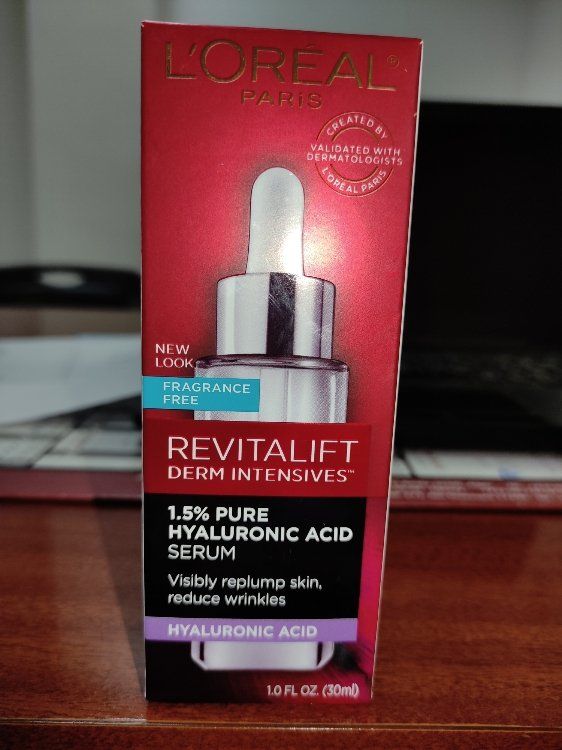 L'ORÉAL®
PARiS
CREATED BY
VALIDATED WITH
DERMATOLOGISTS
L'ORÉAL PARIS
NEW
LOOK
FRAGRANCE
FREE
REVITALIFT
DERM INTENSIVES™
1.5% PURE
HYALURONIC ACID
SERUM
Visibly replump skin,
reduce wrinkles
HYALURONIC ACID
1.0 FL OZ. (30ml)